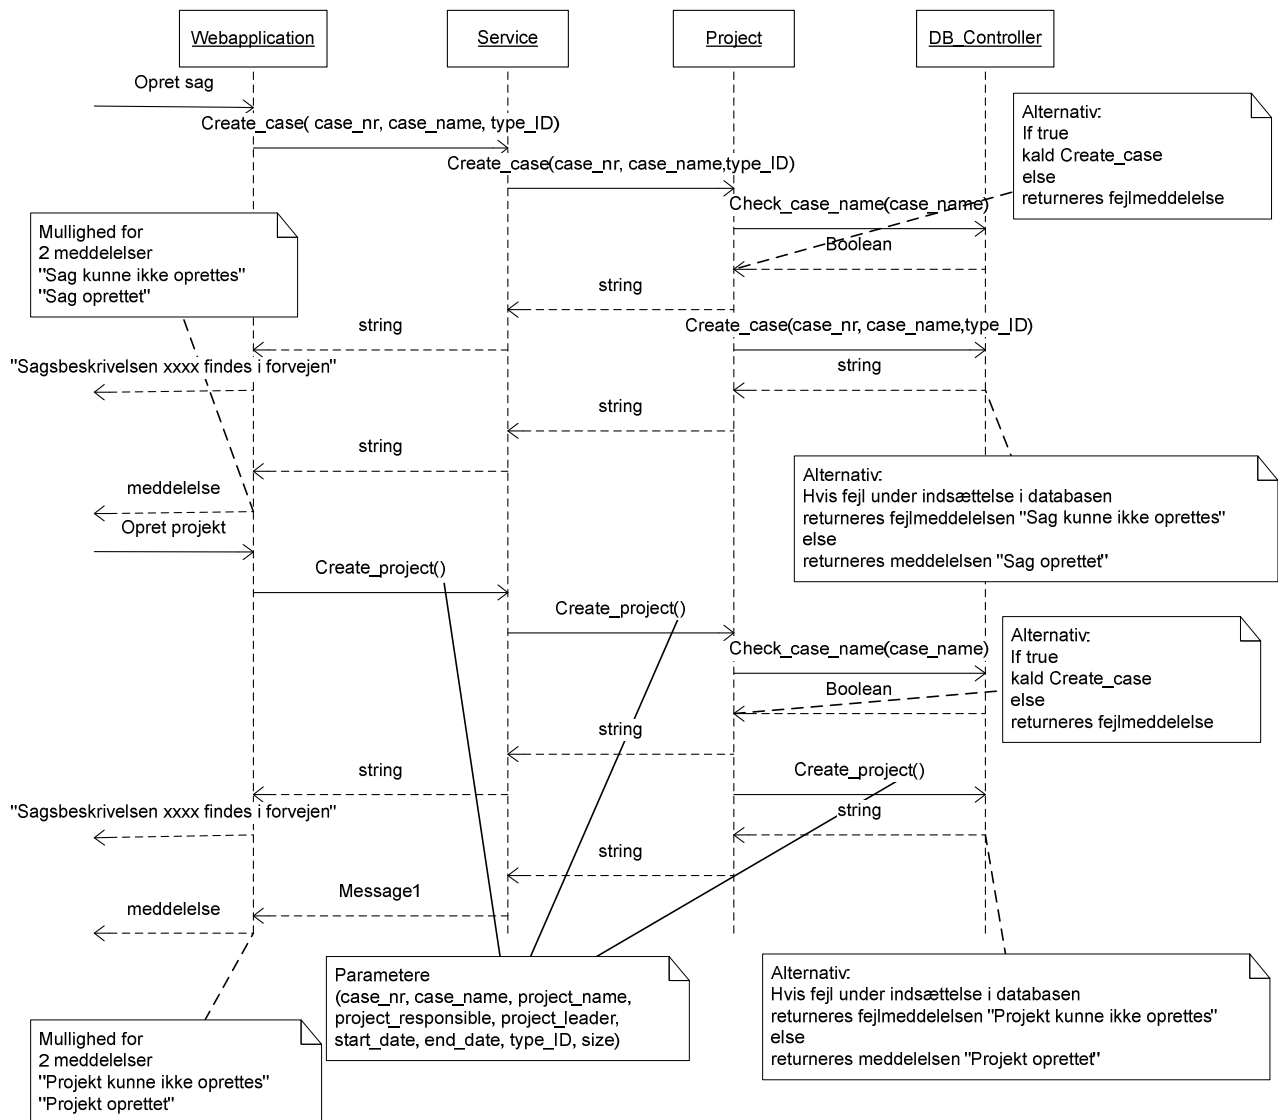 Webapplication
Service
Project
DB_Controller
Opret sag
Create_case( case_nr, case_name, type_ID)
Create_case(case_nr, case_name,type_ID)
Check_case_name(case_name)
Boolean
Alternativ:
If true
kald Create_case
else
returneres fejlmeddelelse
Mullighed for
2 meddelelser
"Sag kunne ikke oprettes"
"Sag oprettet"
string
string
Create_case(case_nr, case_name,type_ID)
"Sagsbeskrivelsen xxxx findes i forvejen"
string
string
string
meddelelse
Alternativ:
Hvis fejl under indsættelse i databasen
returneres fejlmeddelelsen "Sag kunne ikke oprettes"
else
returneres meddelelsen "Sag oprettet"
Opret projekt
Create_project()
Create_project()
Check_case_name(case_name)
Boolean
Alternativ:
If true
kald Create_case
else
returneres fejlmeddelelse
string
string
Create_project()
"Sagsbeskrivelsen xxxx findes i forvejen"
string
string
Message1
meddelelse
Parametere
(case_nr, case_name, project_name,
project_responsible, project_leader,
start_date, end_date, type_ID, size)
Alternativ:
Hvis fejl under indsættelse i databasen
returneres fejlmeddelelsen "Projekt kunne ikke oprettes"
else
returneres meddelelsen "Projekt oprettet"
Mullighed for
2 meddelelser
"Projekt kunne ikke oprettes"
"Projekt oprettet"